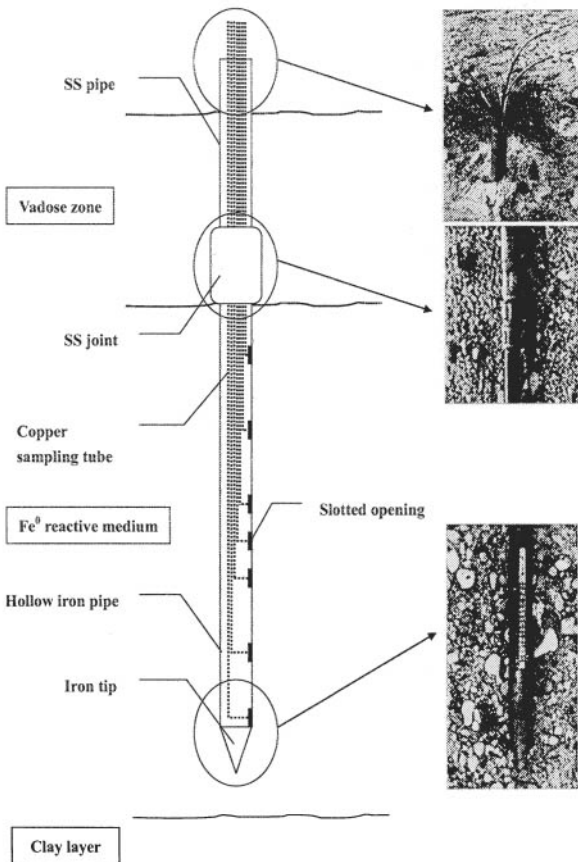 SS pipe
Vadose zone
SS joint
Copper
sampling tube
Slotted opening
Fe⁰ reactive medium
Hollow iron pipe
Iron tip
Clay layer